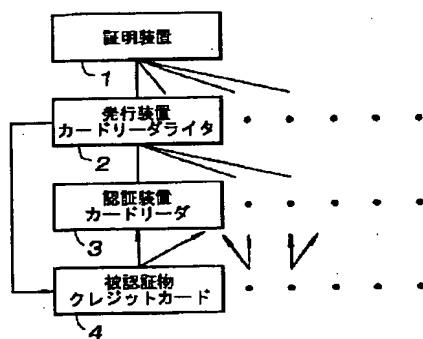 証明装置
1
発行装置
カードリーダライタ
2
認証装置
カードリーダ
3
被認証物
クレジットカード
4